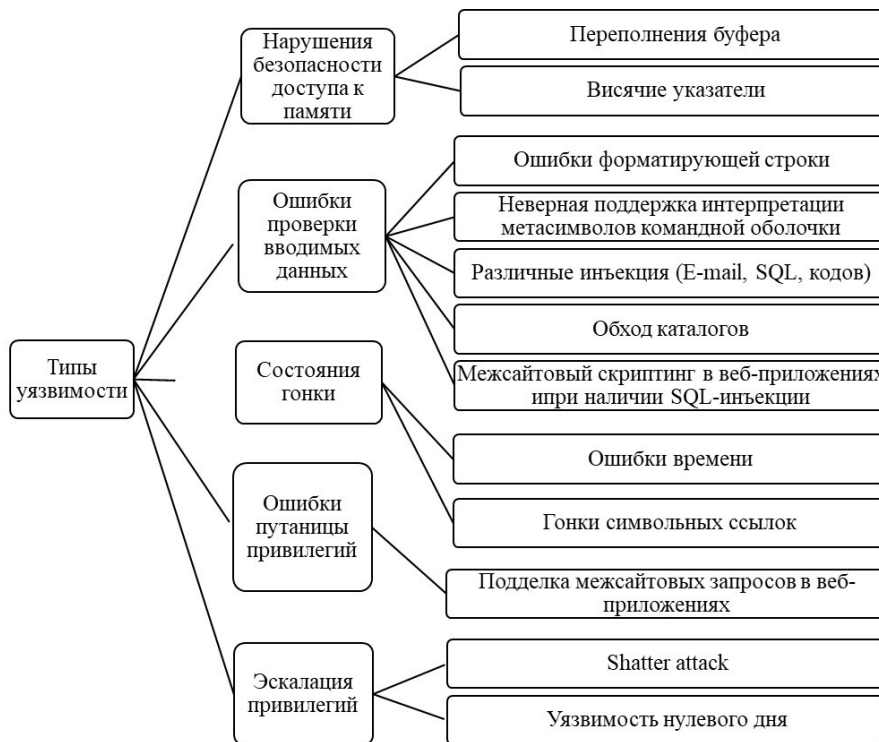 Типы
уязвимости
Нарушения
безопасности
доступа к
памяти
Переполнения буфера
Висячие указатели
Ошибки
проверки
вводимых
данных
Ошибки форматирующей строки
Неверная поддержка интерпретации
метасимволов командной оболочки
Различные инъекция (E-mail, SQL, кодов)
Обход каталогов
Межсайтовый скриптинг в веб-приложениях
ипри наличии SQL-инъекции
Состояния
гонки
Ошибки времени
Гонки символьных ссылок
Ошибки
путаницы
привилегий
Подделка межсайтовых запросов в веб-
приложениях
Эскалация
привилегий
Shatter attack
Уязвимость нулевого дня